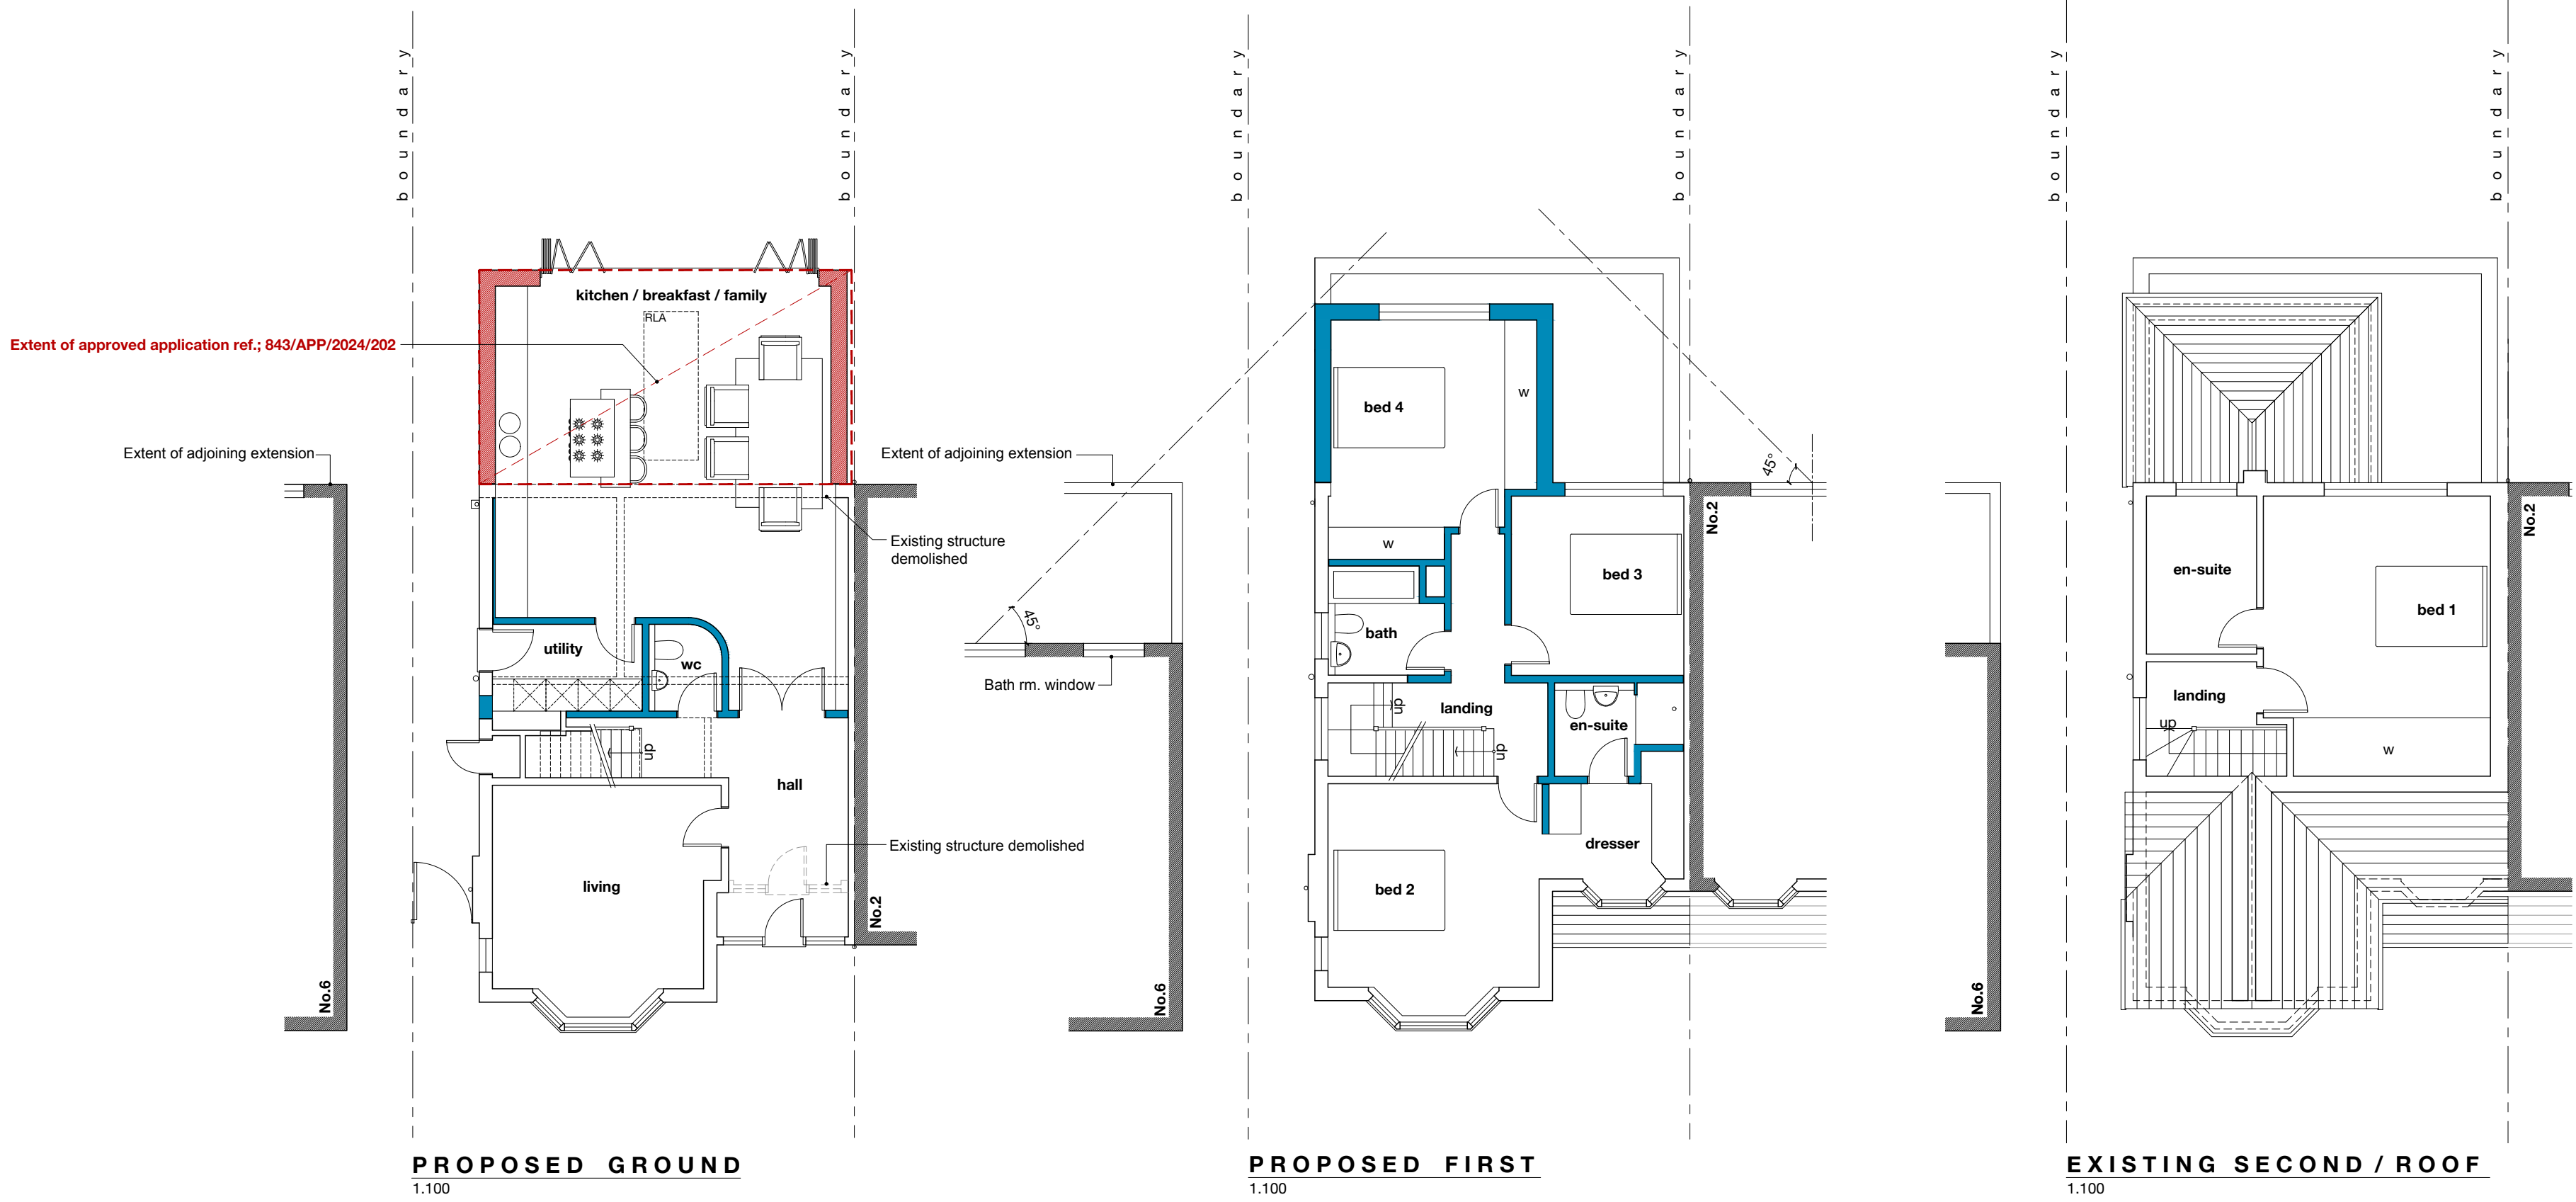 boundary
boundary
boundary
boundary
boundary
boundary
kitchen / breakfast / family
RLA
Extent of approved application ref.; 843/APP/2024/202
Extent of adjoining extension
Existing structure
demolished
utility
wc
up
hall
living
Existing structure demolished
No.2
No.6
PROPOSED GROUND
1.100
Extent of adjoining extension
45°
45°
Bath rm. window
bed 4
w
w
bed 3
bath
No.2
up
landing
dn
en-suite
dresser
bed 2
No.6
PROPOSED FIRST
1.100
en-suite
bed 1
No.2
landing
up
w
No.6
EXISTING SECOND / ROOF
1.100